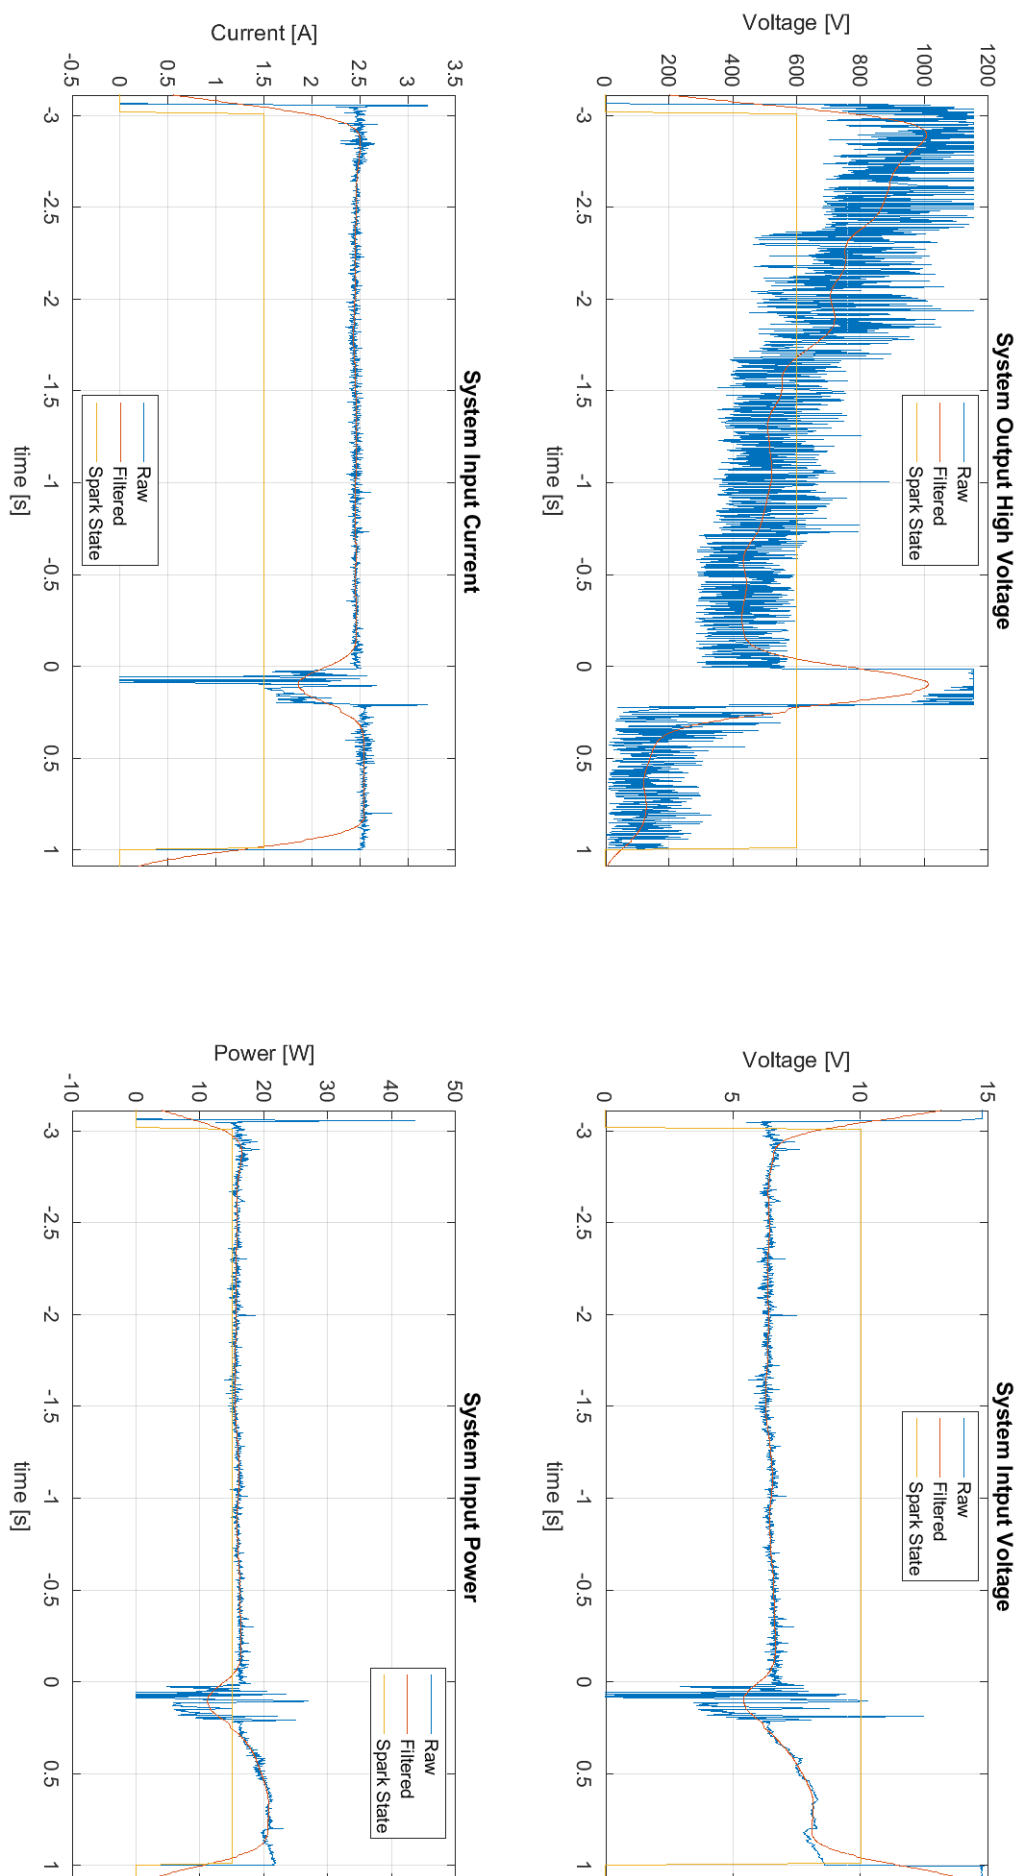 System Output High Voltage
Voltage [V]
1200
1000
800
600
400
200
0
-3
-2.5
-2
-1.5
-1
-0.5
0
0.5
1
time [s]
Raw
Filtered
Spark State
System Intput Voltage
Voltage [V]
15
10
5
0
-3
-2.5
-2
-1.5
-1
-0.5
0
0.5
1
time [s]
Raw
Filtered
Spark State
System Input Current
Current [A]
3.5
3
2.5
2
1.5
1
0.5
0
-0.5
-3
-2.5
-2
-1.5
-1
-0.5
0
0.5
1
time [s]
Raw
Filtered
Spark State
System Input Power
Power [W]
50
40
30
20
10
0
-10
-3
-2.5
-2
-1.5
-1
-0.5
0
0.5
1
time [s]
Raw
Filtered
Spark State